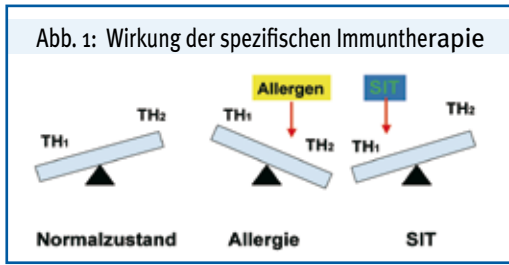 Abb. 1: Wirkung der spezifischen Immuntherapie
Allergen
SIT
TH₁
TH₂
TH₁
TH₂
TH₁
TH₂
Normalzustand
Allergie
SIT